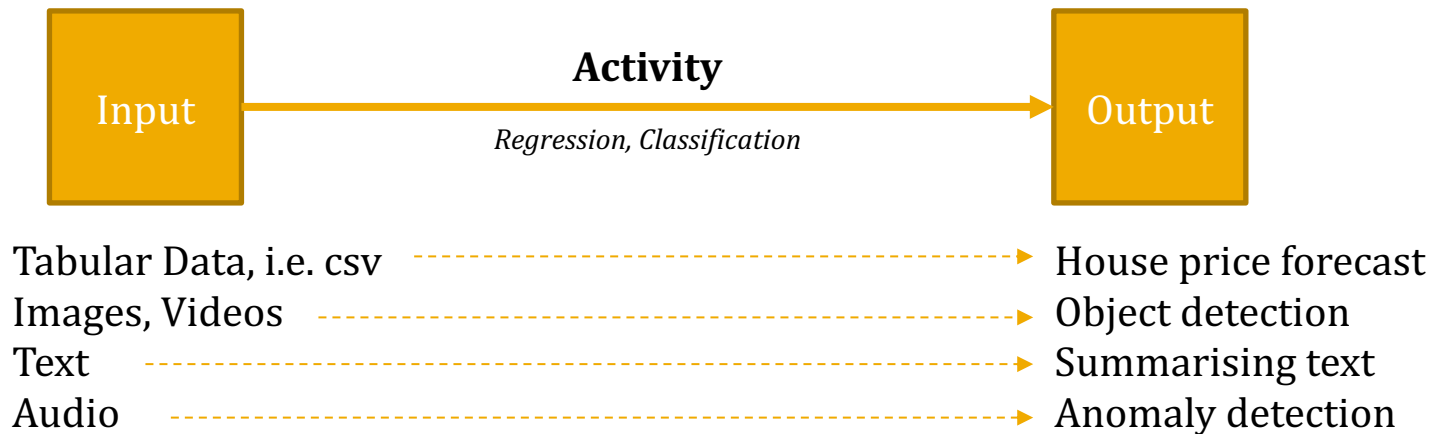 Activity
Input
Output
Regression, Classification
Tabular Data, i.e. csv
House price forecast
Images, Videos
Object detection
Text
Summarising text
Audio
Anomaly detection